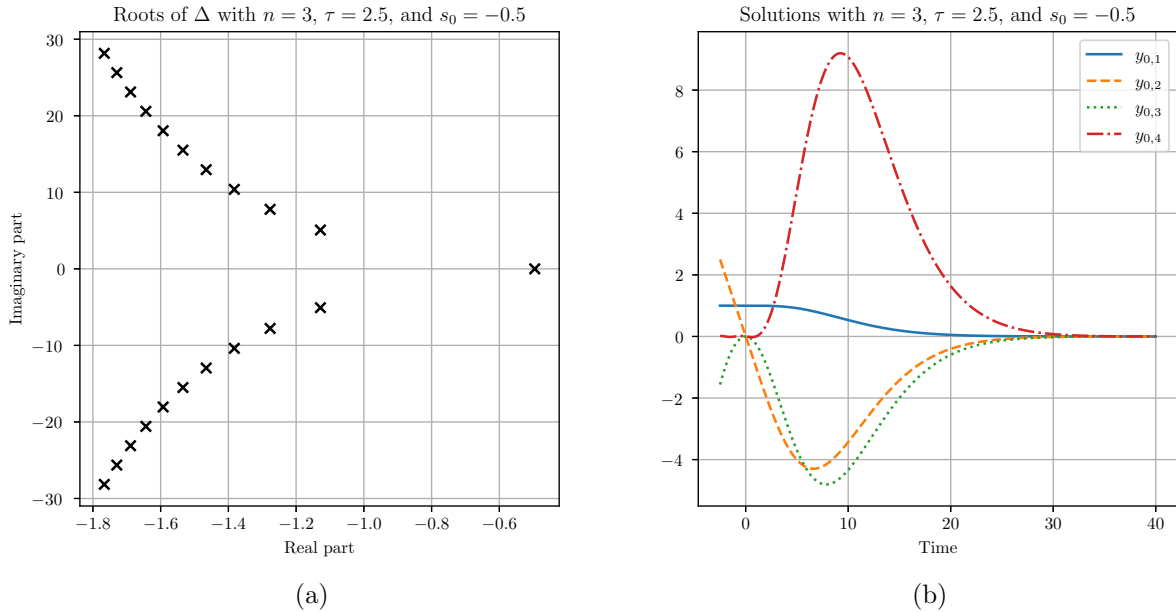 Roots of Δ with n = 3, τ = 2.5, and s₀ = −0.5
30
20
10
0
−10
−20
−30
Imaginary part
−1.8
−1.6
−1.4
−1.2
−1.0
−0.8
−0.6
Real part
(a)
Solutions with n = 3, τ = 2.5, and s₀ = −0.5
y₀,₁
y₀,₂
y₀,₃
y₀,₄
8
6
4
2
0
−2
−4
0
10
20
30
40
Time
(b)